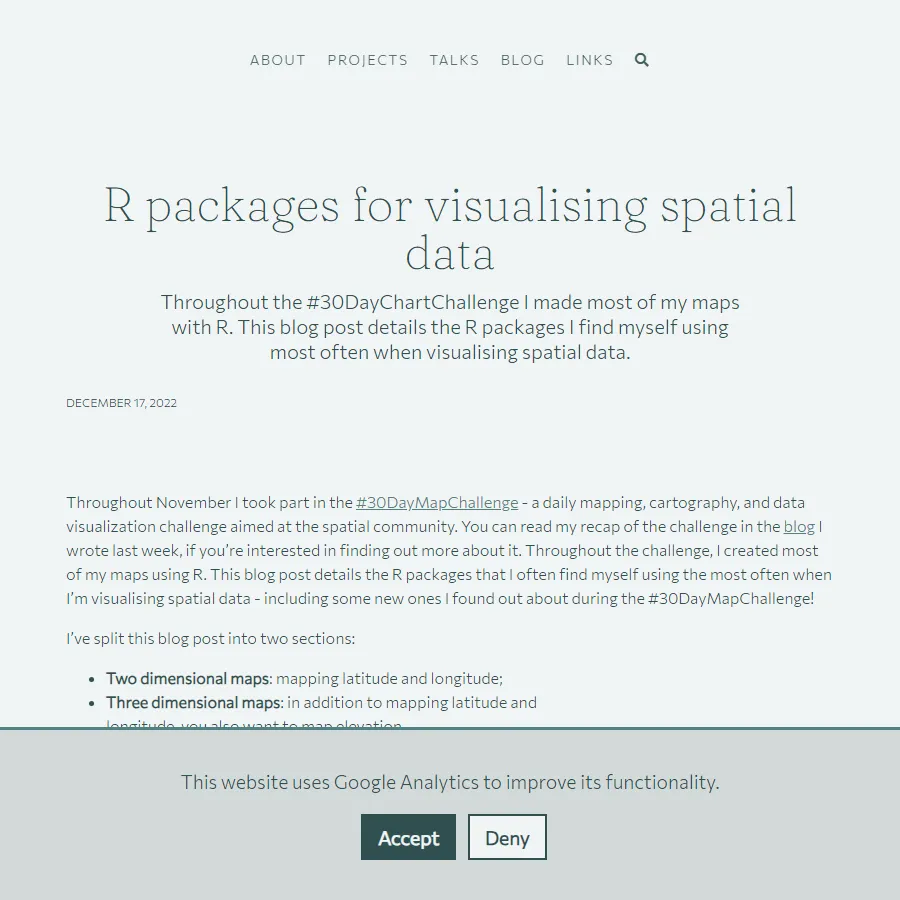 ABOUT PROJECTS TALKS BLOG LINKS
R packages for visualising spatial
data
Throughout the #30DayChartChallenge I made most of my maps
with R. This blog post details the R packages I find myself using
most often when visualising spatial data.
DECEMBER 17, 2022
Throughout November I took part in the #30DayMapChallenge - a daily mapping, cartography, and data
visualization challenge aimed at the spatial community. You can read my recap of the challenge in the blog I
wrote last week, if you’re interested in finding out more about it. Throughout the challenge, I created most
of my maps using R. This blog post details the R packages that I often find myself using the most often when
I’m visualising spatial data - including some new ones I found out about during the #30DayMapChallenge!
I’ve split this blog post into two sections:
• Two dimensional maps: mapping latitude and longitude;
• Three dimensional maps: in addition to mapping latitude and
longitude, you also want to map elevation.
This website uses Google Analytics to improve its functionality.
Accept Deny